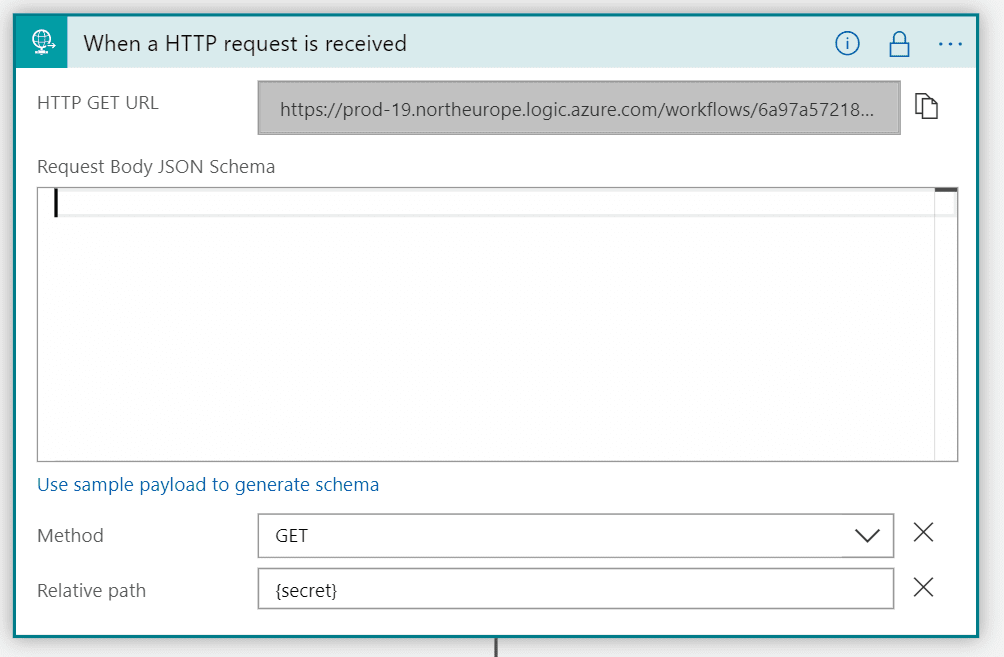 When a HTTP request is received
HTTP GET URL
https://prod-19.northeurope.logic.azure.com/workflows/6a97a57218...
Request Body JSON Schema
Use sample payload to generate schema
Method
GET
Relative path
{secret}